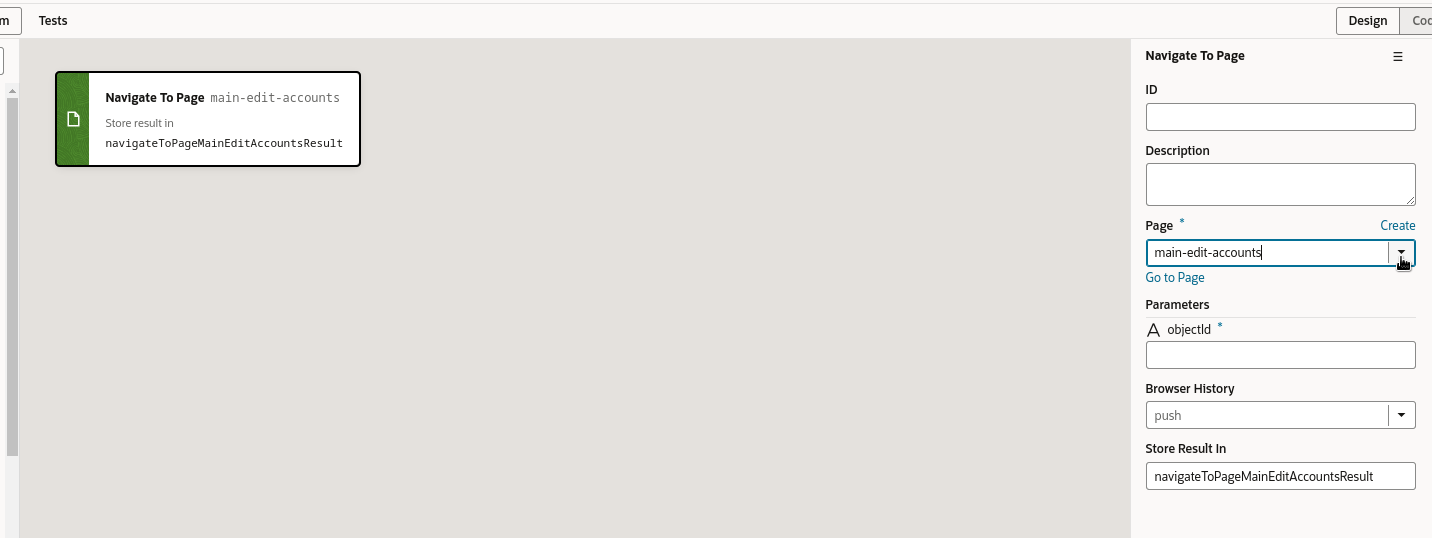 m Tests Design Cod
Navigate To Page
Navigate To Page main-edit-accounts
Store result in
navigateToPageMainEditAccountsResult
ID
Description
Page * Create
main-edit-accounts
Go to Page
Parameters
objectId *
Browser History
push
Store Result In
navigateToPageMainEditAccountsResult